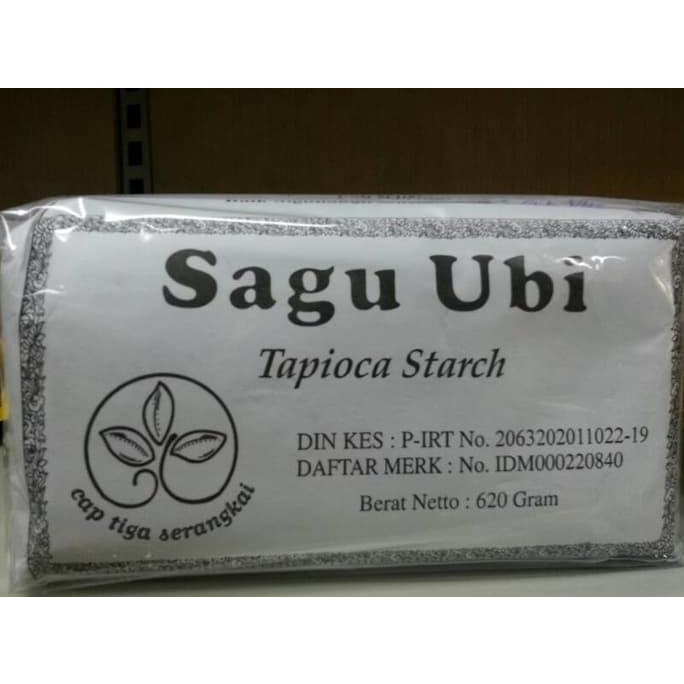 Sagu Ubi
Tapioca Starch
DIN KES : P-IRT No. 2063202011022-19
DAFTAR MERK : No. IDM000220840
Berat Netto : 620 Gram
cap tiga serangkai